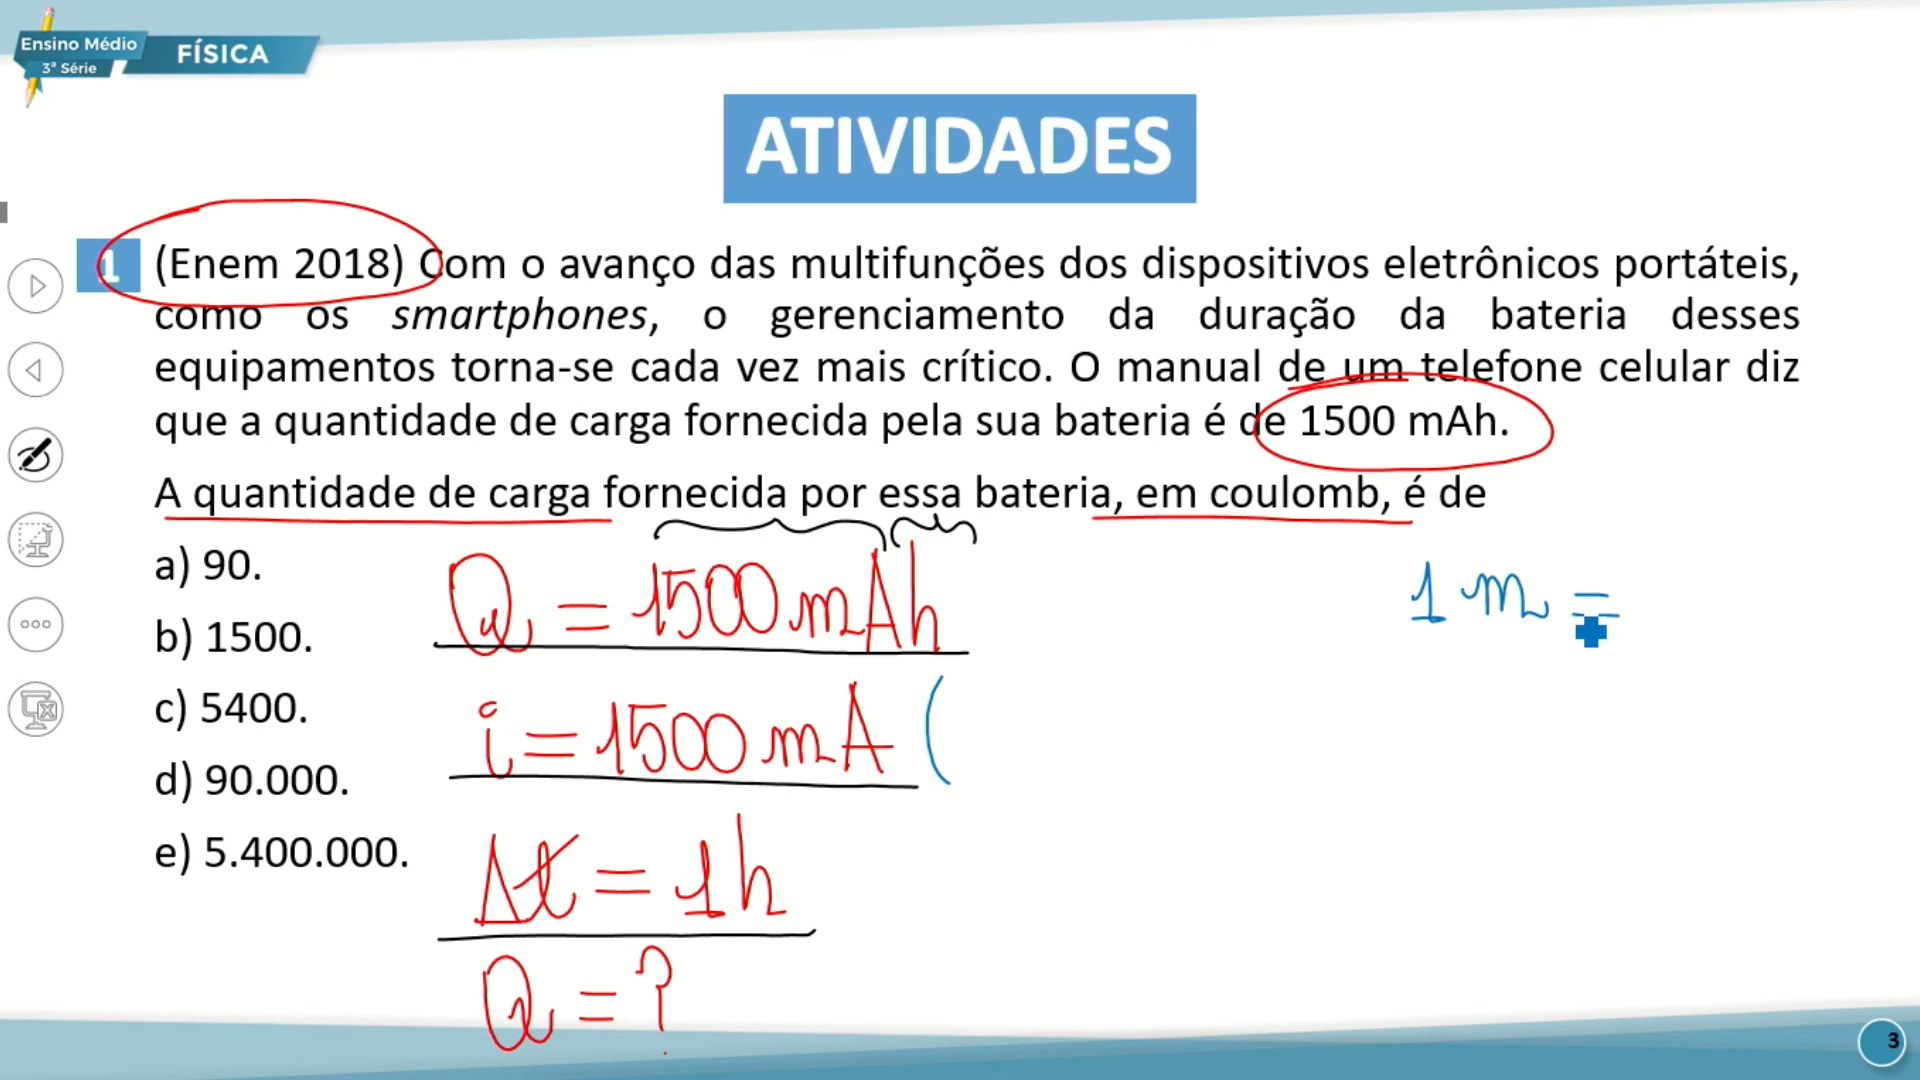 Ensino Médio
3ª Série
FÍSICA
ATIVIDADES
1 (Enem 2018) Com o avanço das multifunções dos dispositivos eletrônicos portáteis,
como os smartphones, o gerenciamento da duração da bateria desses
equipamentos torna-se cada vez mais crítico. O manual de um telefone celular diz
que a quantidade de carga fornecida pela sua bateria é de 1500 mAh.
A quantidade de carga fornecida por essa bateria, em coulomb, é de
a) 90.
b) 1500.
c) 5400.
d) 90.000.
e) 5.400.000.
Q = 1500 mAh
i = 1500 mA (
Δt = 1h
Q = ?
1 m =
3